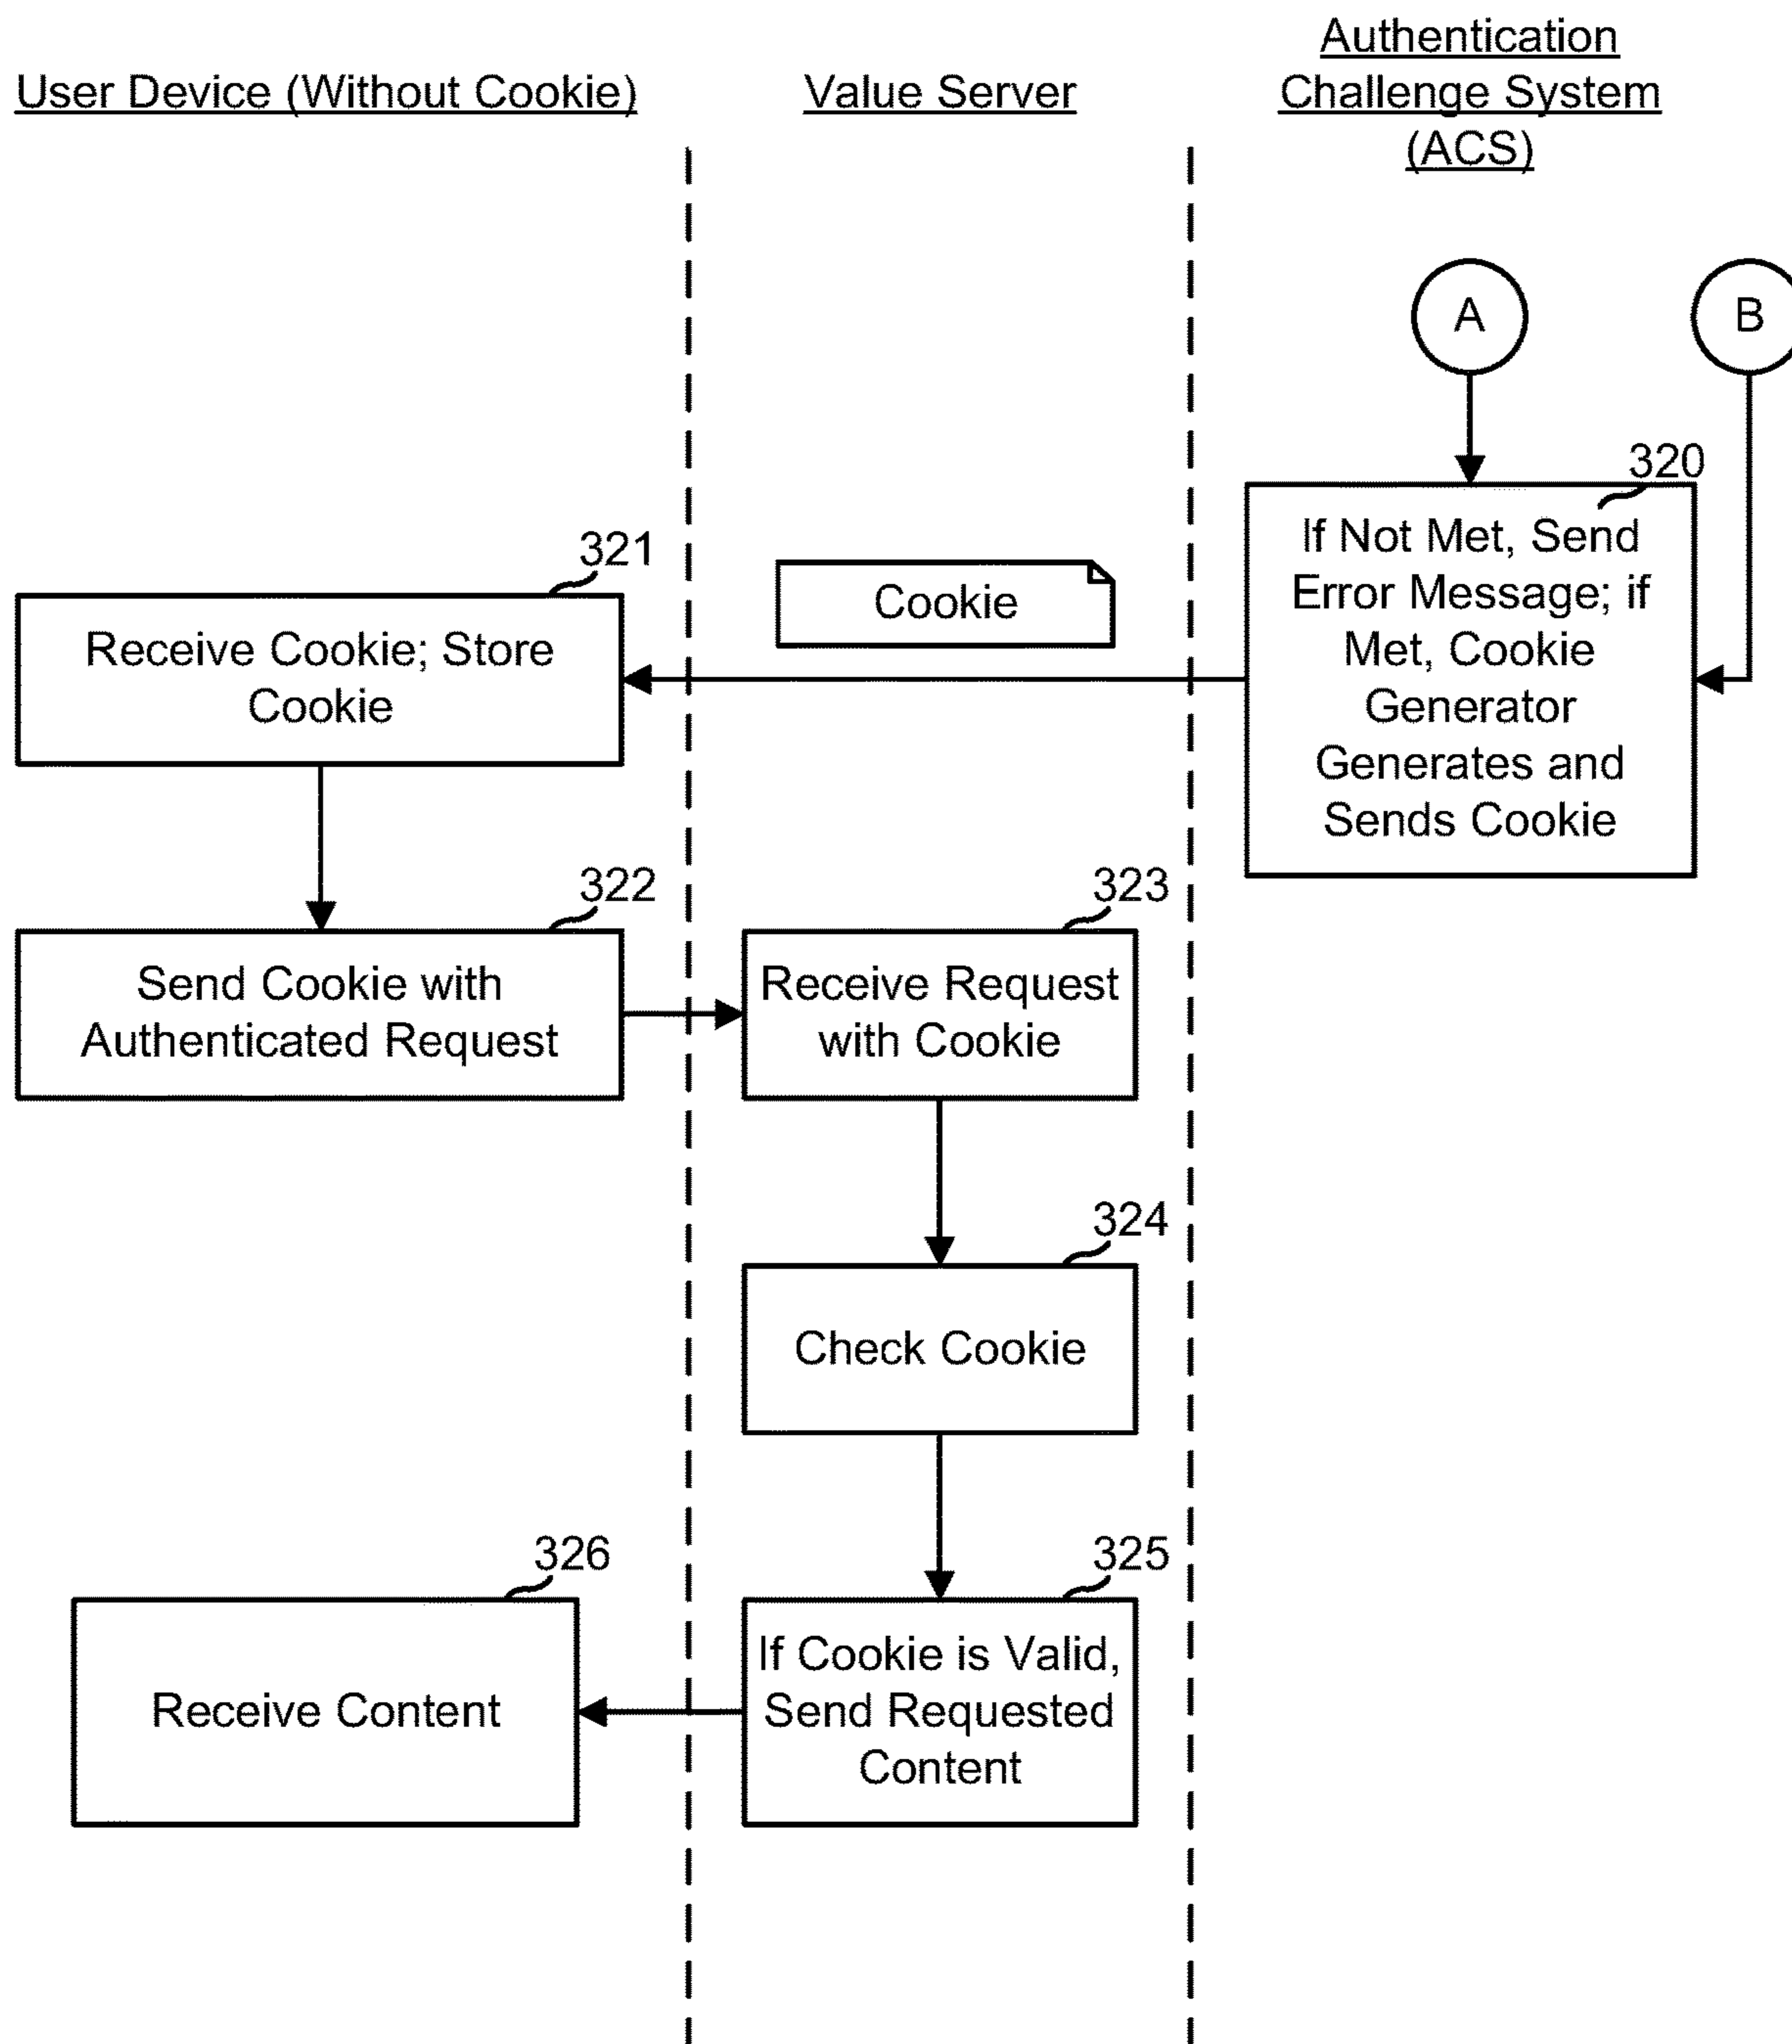 User Device (Without Cookie)
Value Server
Authentication
Challenge System
(ACS)
A
B
320
If Not Met, Send
Error Message; if
Met, Cookie
Generator
Generates and
Sends Cookie
Cookie
321
Receive Cookie; Store
Cookie
322
Send Cookie with
Authenticated Request
323
Receive Request
with Cookie
324
Check Cookie
325
If Cookie is Valid,
Send Requested
Content
326
Receive Content